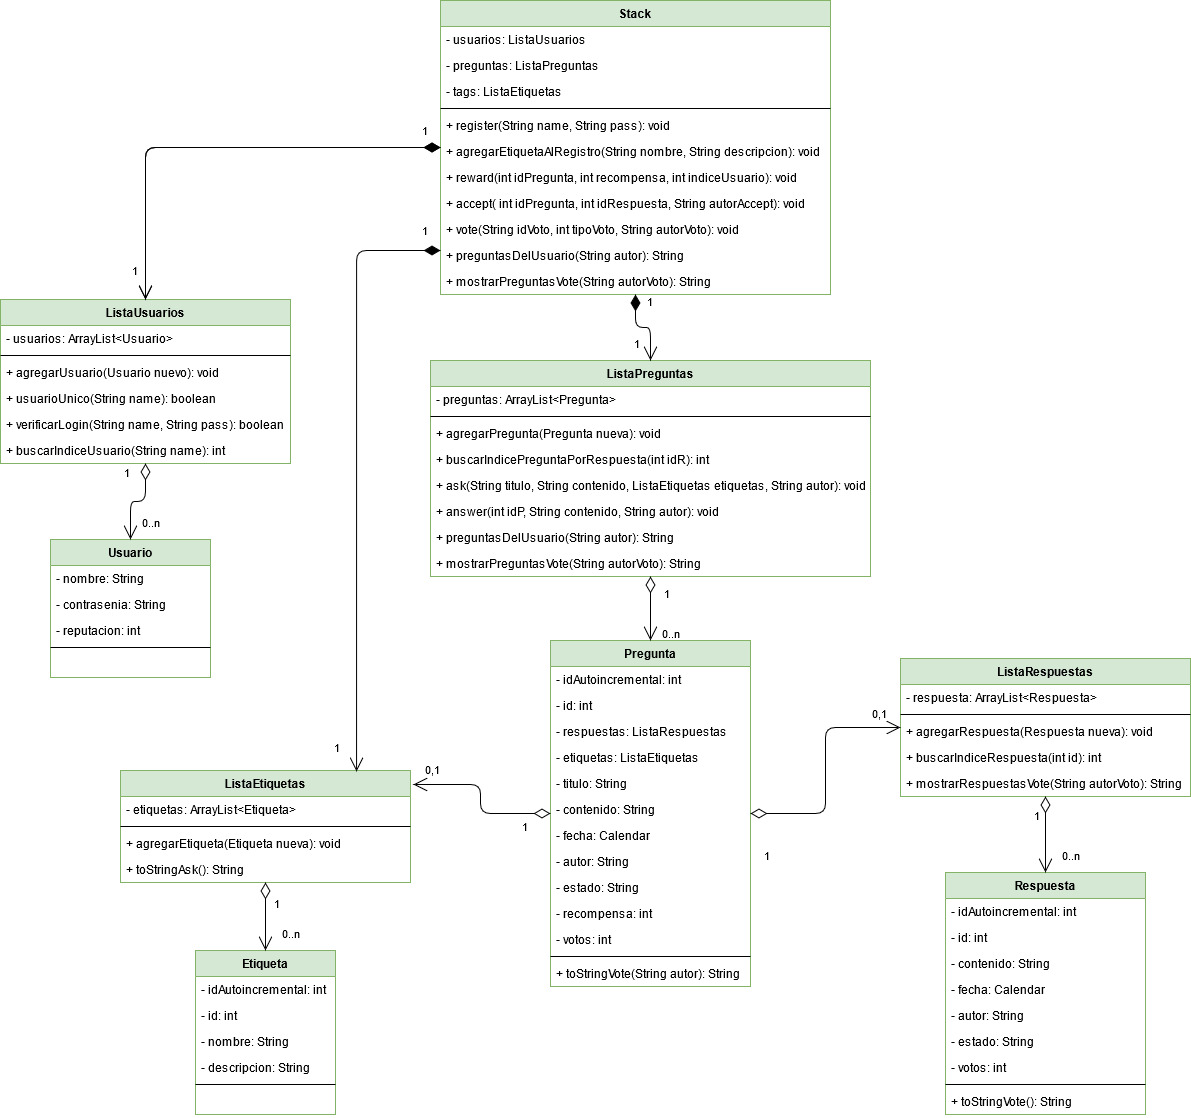 Stack
- usuarios: ListaUsuarios
- preguntas: ListaPreguntas
- tags: ListaEtiquetas
+ register(String name, String pass): void
+ agregarEtiquetaAlRegistro(String nombre, String descripcion): void
+ reward(int idPregunta, int recompensa, int indiceUsuario): void
+ accept( int idPregunta, int idRespuesta, String autorAccept): void
+ vote(String idVoto, int tipoVoto, String autorVoto): void
+ preguntasDelUsuario(String autor): String
+ mostrarPreguntasVote(String autorVoto): String
1
1
1
1
1
1
ListaUsuarios
- usuarios: ArrayList<Usuario>
+ agregarUsuario(Usuario nuevo): void
+ usuarioUnico(String name): boolean
+ verificarLogin(String name, String pass): boolean
+ buscarIndiceUsuario(String name): int
1
0..n
Usuario
- nombre: String
- contrasenia: String
- reputacion: int
ListaPreguntas
- preguntas: ArrayList<Pregunta>
+ agregarPregunta(Pregunta nueva): void
+ buscarIndicePreguntaPorRespuesta(int idR): int
+ ask(String titulo, String contenido, ListaEtiquetas etiquetas, String autor): void
+ answer(int idP, String contenido, String autor): void
+ preguntasDelUsuario(String autor): String
+ mostrarPreguntasVote(String autorVoto): String
1
0..n
Pregunta
- idAutoincremental: int
- id: int
- respuestas: ListaRespuestas
- etiquetas: ListaEtiquetas
- titulo: String
- contenido: String
- fecha: Calendar
- autor: String
- estado: String
- recompensa: int
- votos: int
+ toStringVote(String autor): String
0,1
1
0,1
1
ListaEtiquetas
- etiquetas: ArrayList<Etiqueta>
+ agregarEtiqueta(Etiqueta nueva): void
+ toStringAsk(): String
1
0..n
Etiqueta
- idAutoincremental: int
- id: int
- nombre: String
- descripcion: String
ListaRespuestas
- respuesta: ArrayList<Respuesta>
+ agregarRespuesta(Respuesta nueva): void
+ buscarIndiceRespuesta(int id): int
+ mostrarRespuestasVote(String autorVoto): String
1
0..n
Respuesta
- idAutoincremental: int
- id: int
- contenido: String
- fecha: Calendar
- autor: String
- estado: String
- votos: int
+ toStringVote(): String